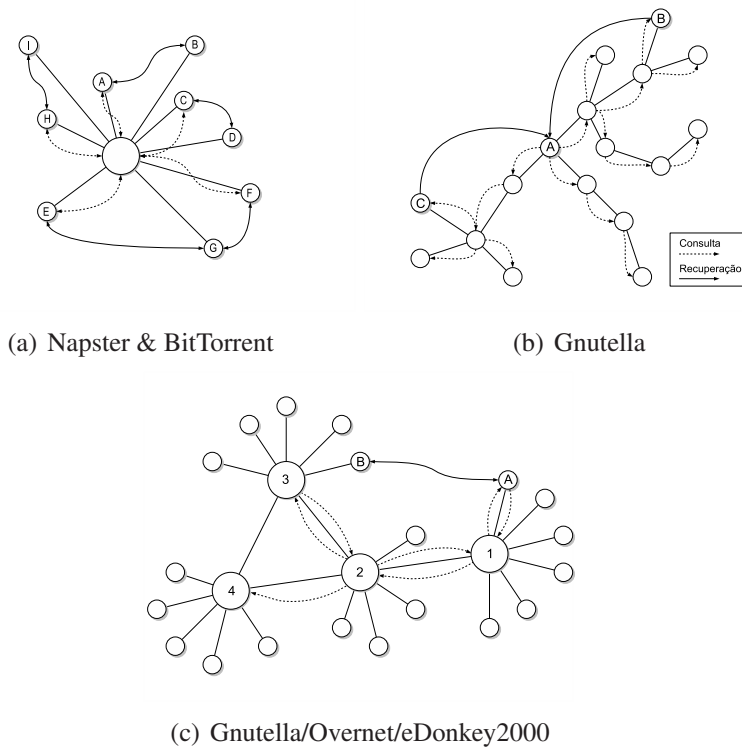 I
B
A
C
H
D
F
E
G
(a) Napster & BitTorrent
B
A
C
Consulta
Recuperação
(b) Gnutella
B
3
A
1
2
4
(c) Gnutella/Overnet/eDonkey2000